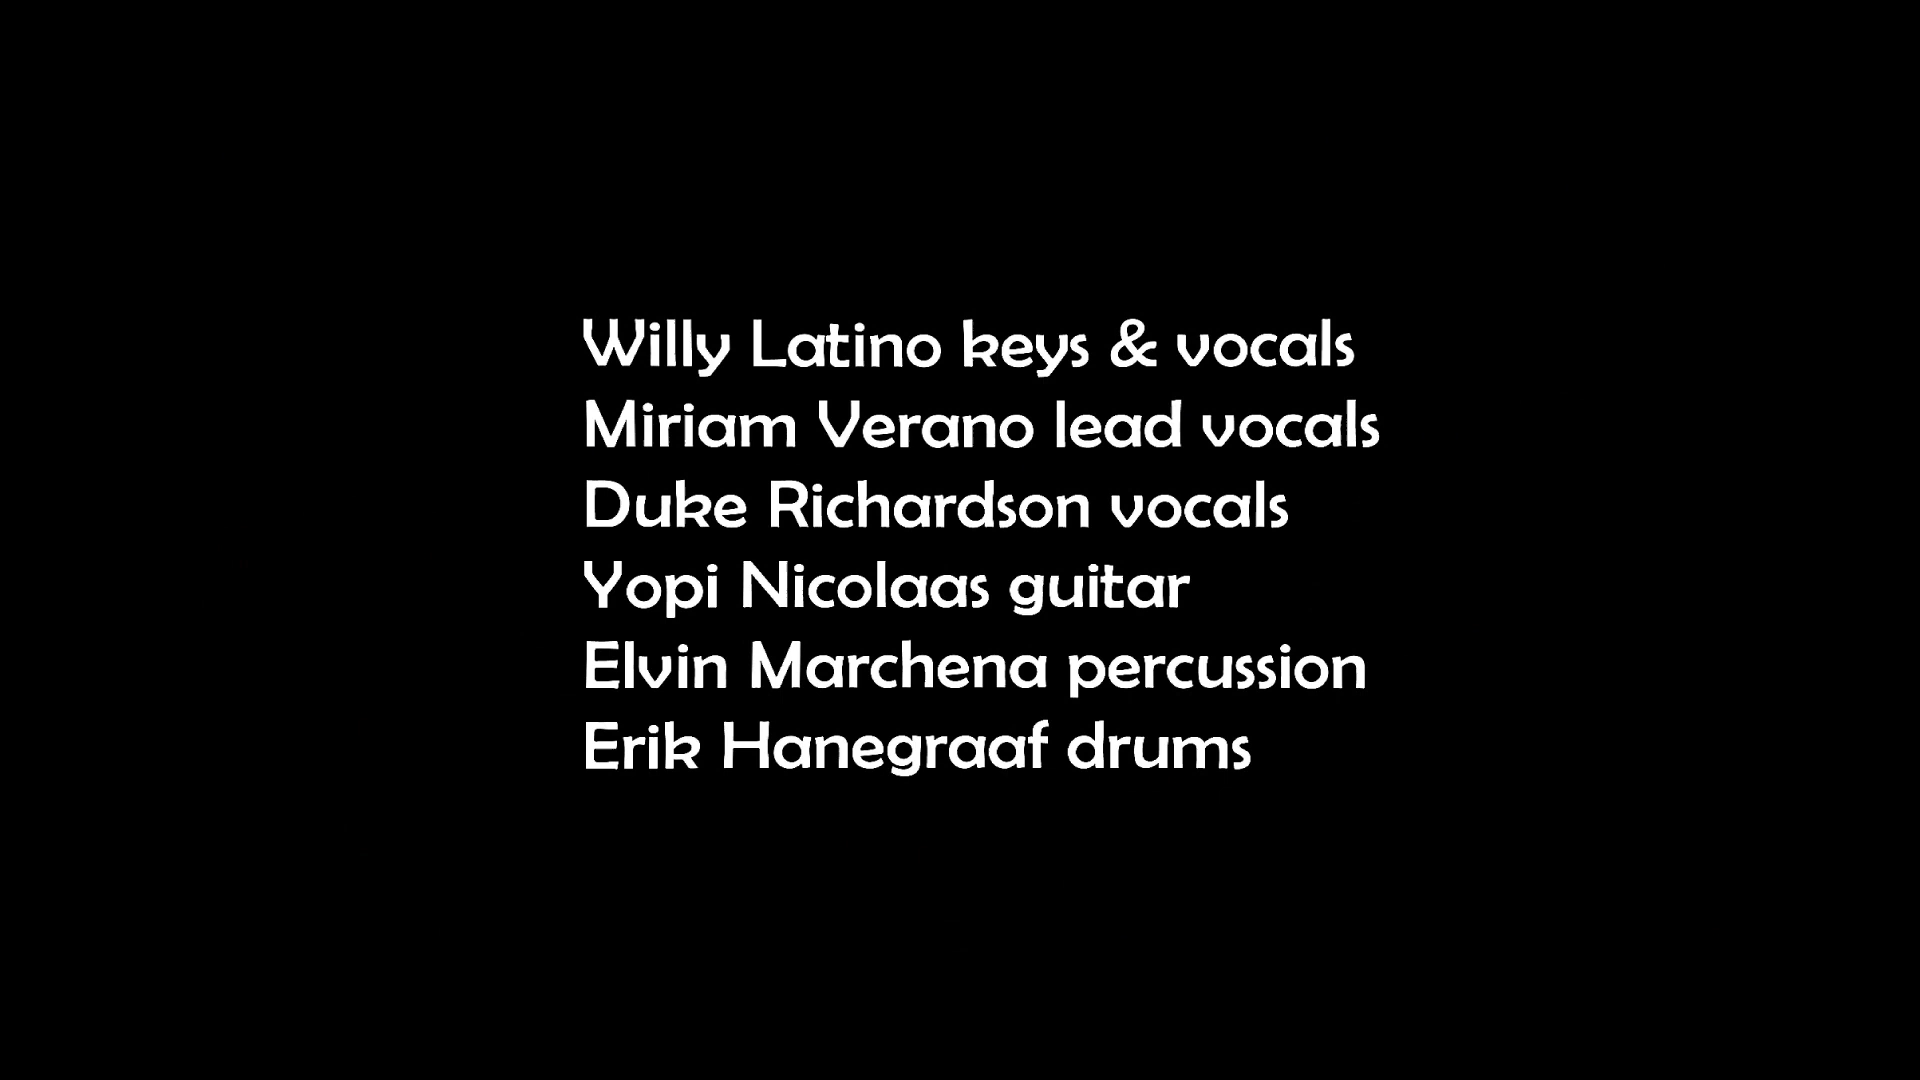 Willy Latino keys & vocals
Miriam Verano lead vocals
Duke Richardson vocals
Yopi Nicolaas guitar
Elvin Marchena percussion
Erik Hanegraaf drums